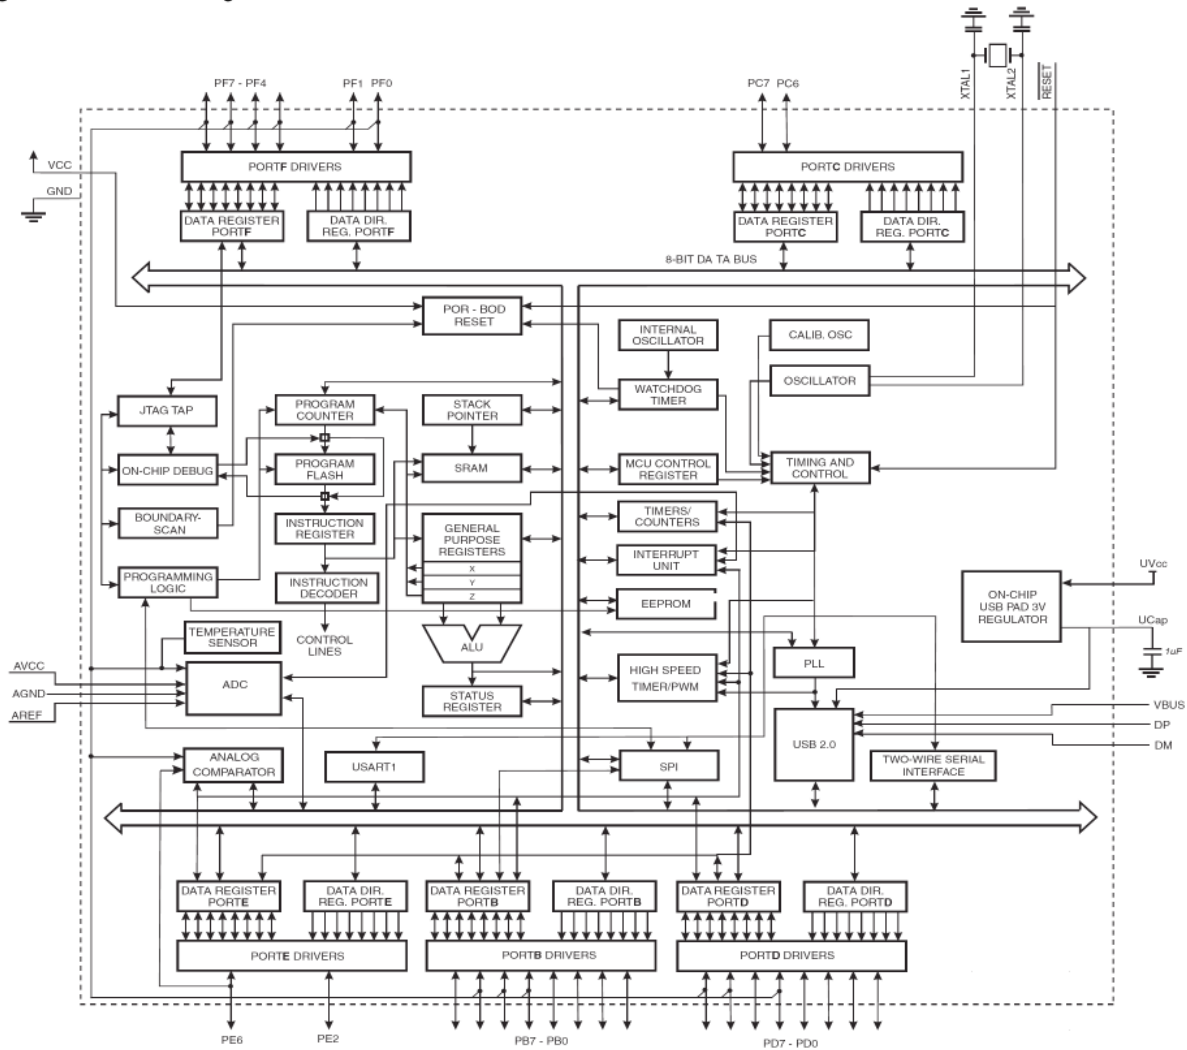 XTAL1
XTAL2
RESET
PF7 - PF4
PF1
PF0
PC7
PC6
VCC
GND
PORTF DRIVERS
PORTC DRIVERS
DATA REGISTER
PORTF
DATA DIR.
REG. PORTF
DATA REGISTER
PORTC
DATA DIR.
REG. PORTC
8-BIT DA TA BUS
POR - BOD
RESET
INTERNAL
OSCILLATOR
CALIB. OSC
OSCILLATOR
WATCHDOG
TIMER
JTAG TAP
PROGRAM
COUNTER
STACK
POINTER
ON-CHIP DEBUG
PROGRAM
FLASH
SRAM
MCU CONTROL
REGISTER
TIMING AND
CONTROL
BOUNDARY-
SCAN
INSTRUCTION
REGISTER
GENERAL
PURPOSE
REGISTERS
X
Y
Z
TIMERS/
COUNTERS
INTERRUPT
UNIT
PROGRAMMING
LOGIC
INSTRUCTION
DECODER
EEPROM
ON-CHIP
USB PAD 3V
REGULATOR
UVcc
UCap
1uF
TEMPERATURE
SENSOR
CONTROL
LINES
ALU
PLL
HIGH SPEED
TIMER/PWM
AVCC
AGND
AREF
ADC
STATUS
REGISTER
VBUS
DP
DM
ANALOG
COMPARATOR
USART1
SPI
USB 2.0
TWO-WIRE SERIAL
INTERFACE
DATA REGISTER
PORTE
DATA DIR.
REG. PORTE
DATA REGISTER
PORTB
DATA DIR.
REG. PORTB
DATA REGISTER
PORTD
DATA DIR.
REG. PORTD
PORTE DRIVERS
PORTB DRIVERS
PORTD DRIVERS
PE6
PE2
PB7 - PB0
PD7 - PD0